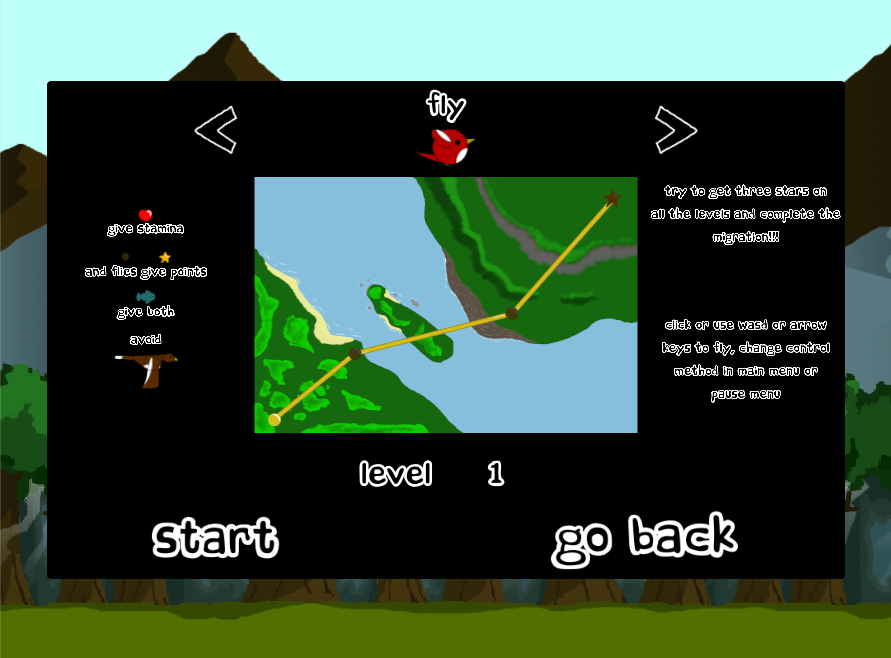 fly
give stamina
and flies give points
give both
avoid
try to get three stars on
all the levels and complete the
migration!!!
click or use wasd or arrow
keys to fly, change control
method in main menu or
pause menu
level 1
start
go back